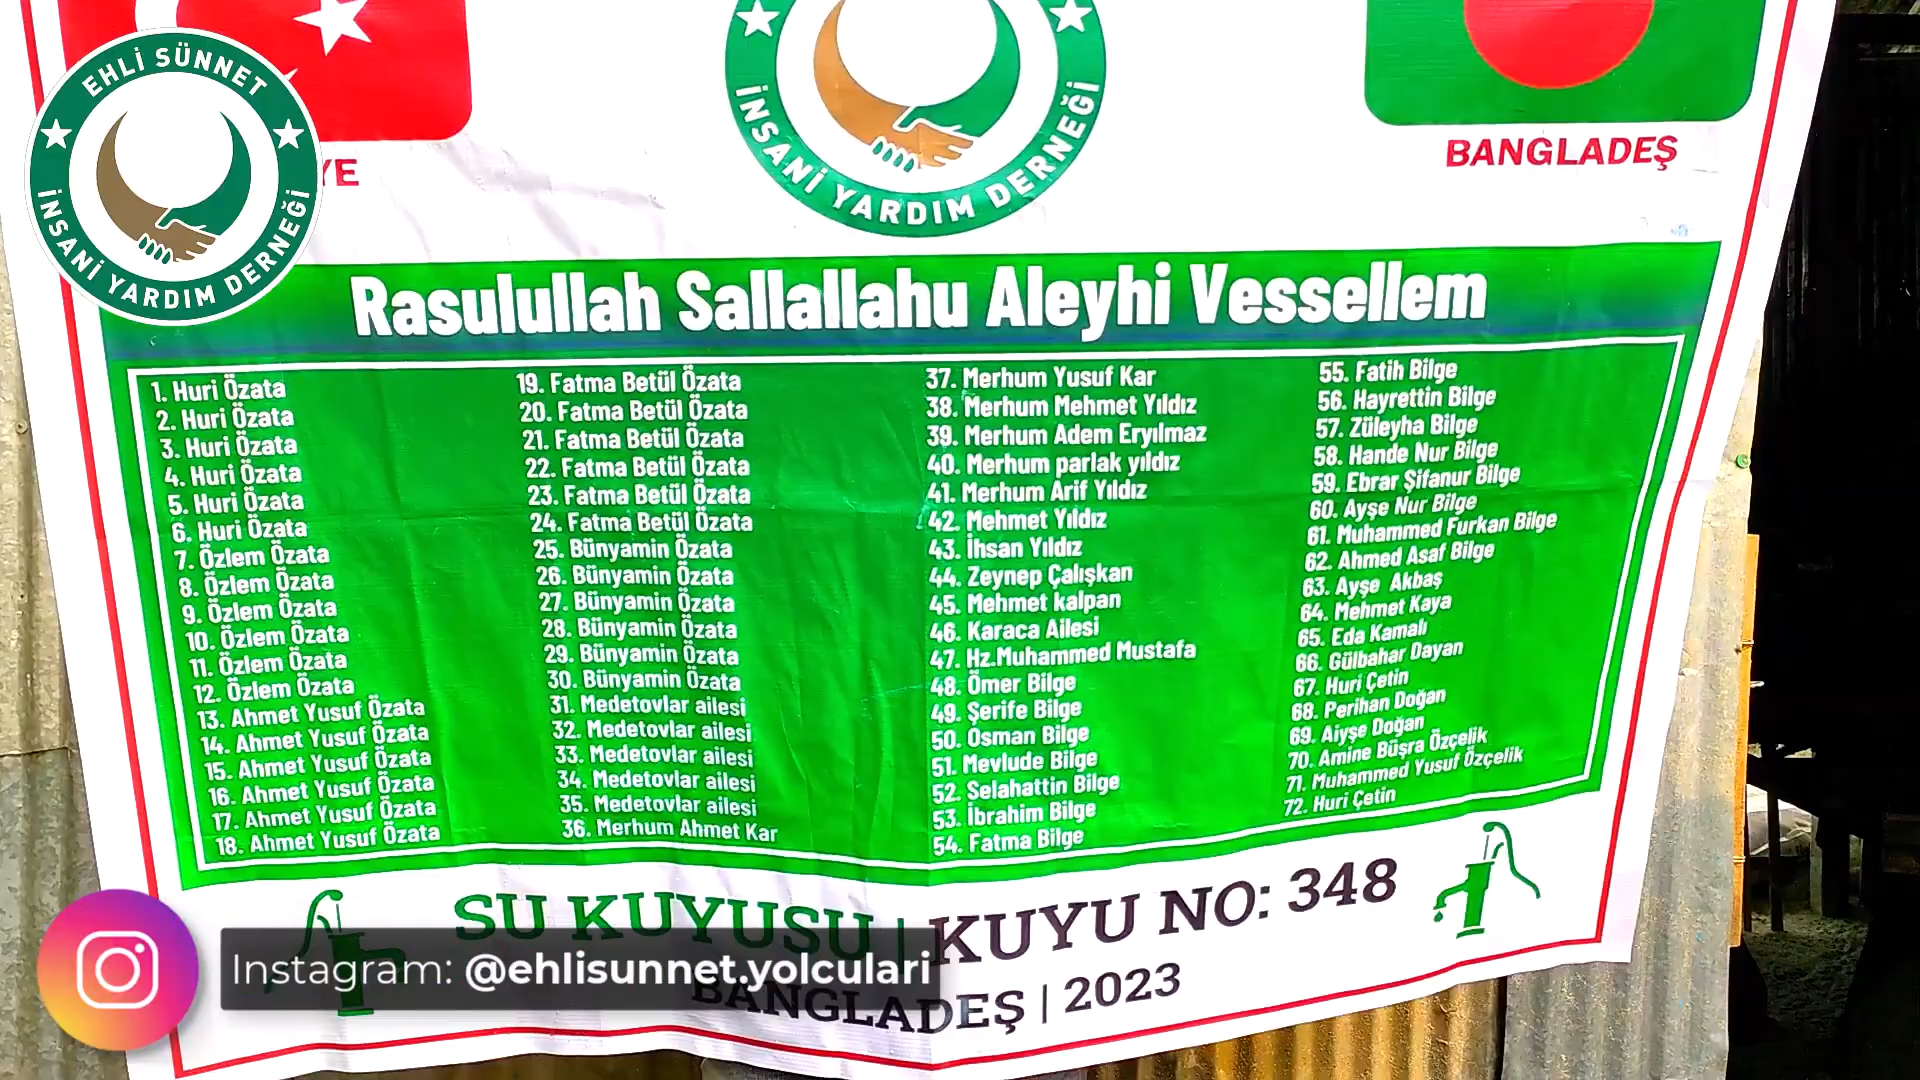 EHLİ SÜNNET
İNSANİ YARDIM DERNEĞİ
YE
İNSANİ YARDIM DERNEĞİ
BANGLADEŞ
Rasulullah Sallallahu Aleyhi Vessellem
1. Huri Özata
2. Huri Özata
3. Huri Özata
4. Huri Özata
5. Huri Özata
6. Huri Özata
7. Özlem Özata
8. Özlem Özata
9. Özlem Özata
10. Özlem Özata
11. Özlem Özata
12. Özlem Özata
13. Ahmet Yusuf Özata
14. Ahmet Yusuf Özata
15. Ahmet Yusuf Özata
16. Ahmet Yusuf Özata
17. Ahmet Yusuf Özata
18. Ahmet Yusuf Özata
19. Fatma Betül Özata
20. Fatma Betül Özata
21. Fatma Betül Özata
22. Fatma Betül Özata
23. Fatma Betül Özata
24. Fatma Betül Özata
25. Bünyamin Özata
26. Bünyamin Özata
27. Bünyamin Özata
28. Bünyamin Özata
29. Bünyamin Özata
30. Bünyamin Özata
31. Medetovlar ailesi
32. Medetovlar ailesi
33. Medetovlar ailesi
34. Medetovlar ailesi
35. Medetovlar ailesi
36. Merhum Ahmet Kar
37. Merhum Yusuf Kar
38. Merhum Mehmet Yıldız
39. Merhum Adem Eryılmaz
40. Merhum parlak yıldız
41. Merhum Arif Yıldız
42. Mehmet Yıldız
43. İhsan Yıldız
44. Zeynep Çalışkan
45. Mehmet kalpan
46. Karaca Ailesi
47. Hz.Muhammed Mustafa
48. Ömer Bilge
49. Şerife Bilge
50. Osman Bilge
51. Mevlude Bilge
52. Selahattin Bilge
53. İbrahim Bilge
54. Fatma Bilge
55. Fatih Bilge
56. Hayrettin Bilge
57. Züleyha Bilge
58. Hande Nur Bilge
59. Ebrar Şifanur Bilge
60. Ayşe Nur Bilge
61. Muhammed Furkan Bilge
62. Ahmed Asaf Bilge
63. Ayşe Akbaş
64. Mehmet Kaya
65. Eda Kamalı
66. Gülbahar Dayan
67. Huri Çetin
68. Perihan Doğan
69. Aiyşe Doğan
70. Amine Büşra Özçelik
71. Muhammed Yusuf Özçelik
72. Huri Çetin
SU KUYUSU | KUYU NO: 348
BANGLADEŞ | 2023
Instagram: @ehlisunnet.yolculari